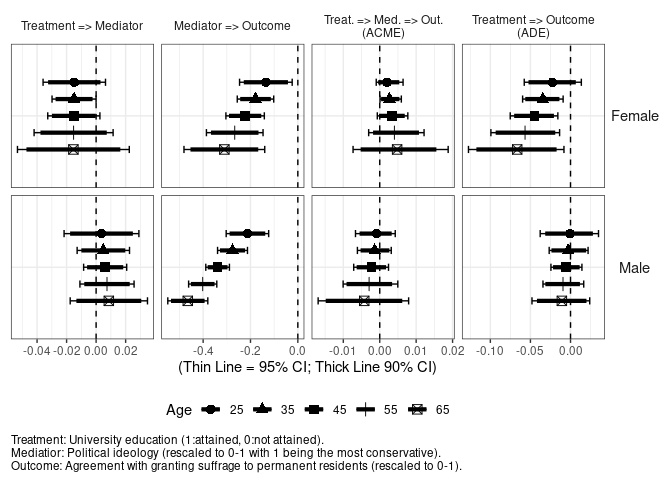 Treatment => Mediator
Mediator => Outcome
Treat. => Med. => Out.
(ACME)
Treatment => Outcome
(ADE)
Female
Male
-0.04 -0.02 0.00 0.02
-0.4 -0.2 0.0
-0.01 0.00 0.01 0.02
-0.10 -0.05 0.00
(Thin Line = 95% CI; Thick Line 90% CI)
Age 25 35 45 55 65
Treatment: University education (1:attained, 0:not attained).
Mediator: Political ideology (rescaled to 0-1 with 1 being the most conservative).
Outcome: Agreement with granting suffrage to permanent residents (rescaled to 0-1).